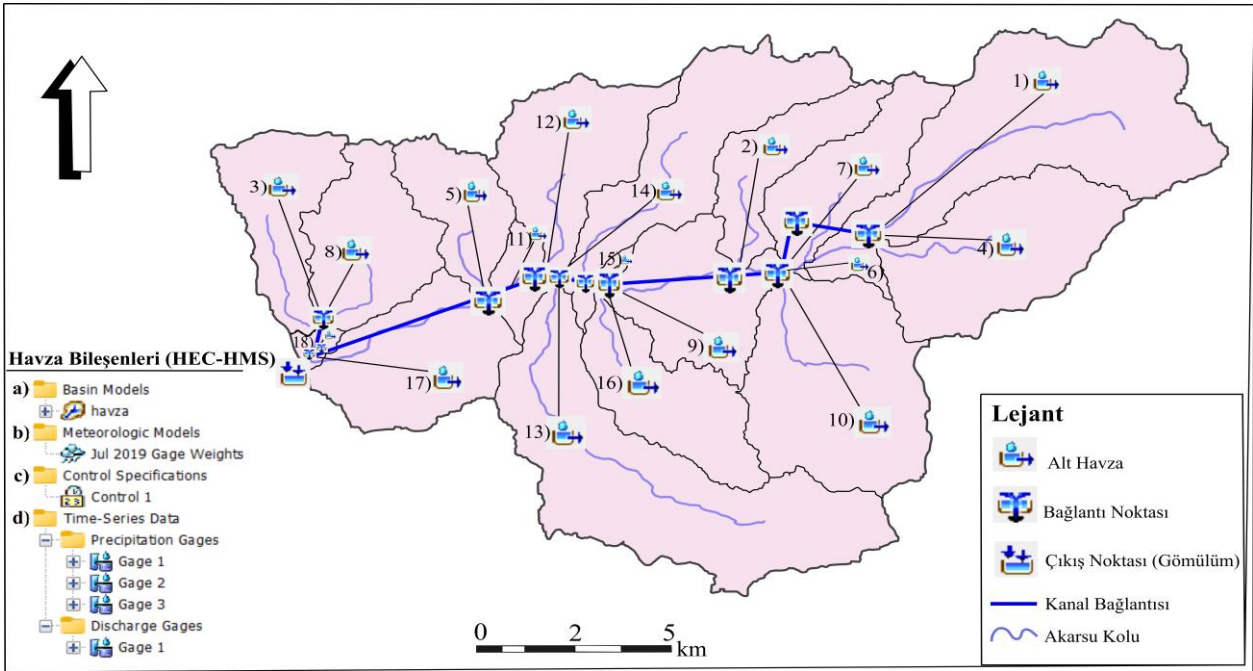 1)
12)
2)
7)
3)
5)
14)
11)
8)
4)
15)
6)
18)
9)
17)
16)
13)
10)
Havza Bileşenleri (HEC-HMS)
a) Basin Models
havza
b) Meteorologic Models
Jul 2019 Gage Weights
c) Control Specifications
Control 1
d) Time-Series Data
Precipitation Gages
Gage 1
Gage 2
Gage 3
Discharge Gages
Gage 1
0 2 5
km
Lejant
Alt Havza
Bağlantı Noktası
Çıkış Noktası (Gömülüm)
Kanal Bağlantısı
Akarsu Kolu